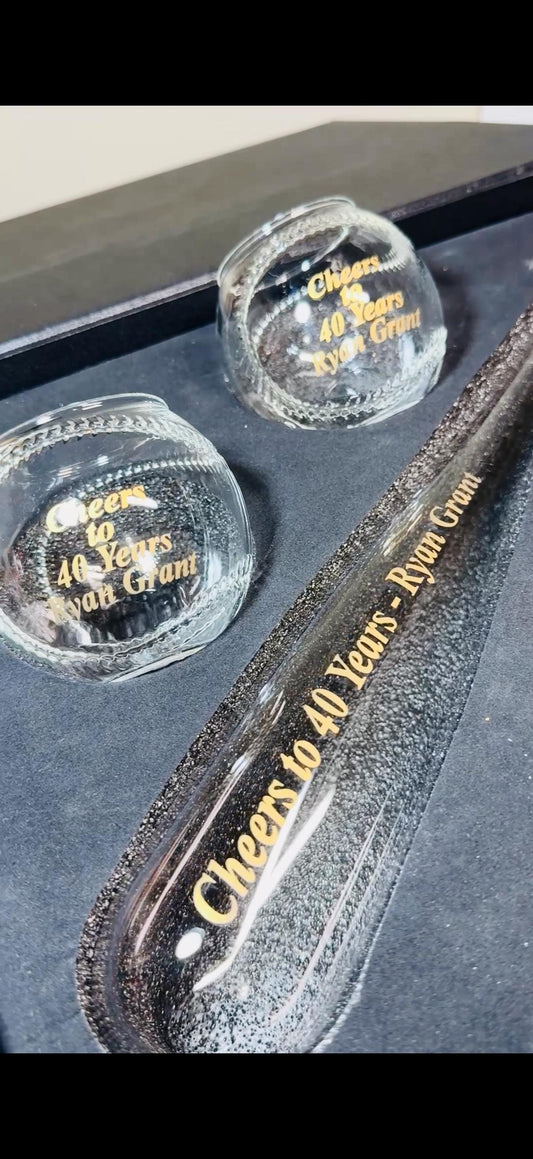 Cheers
to
40 Years
Ryan Grant
Cheers
to
40 Years
Ryan Grant
Cheers to 40 Years - Ryan Grant